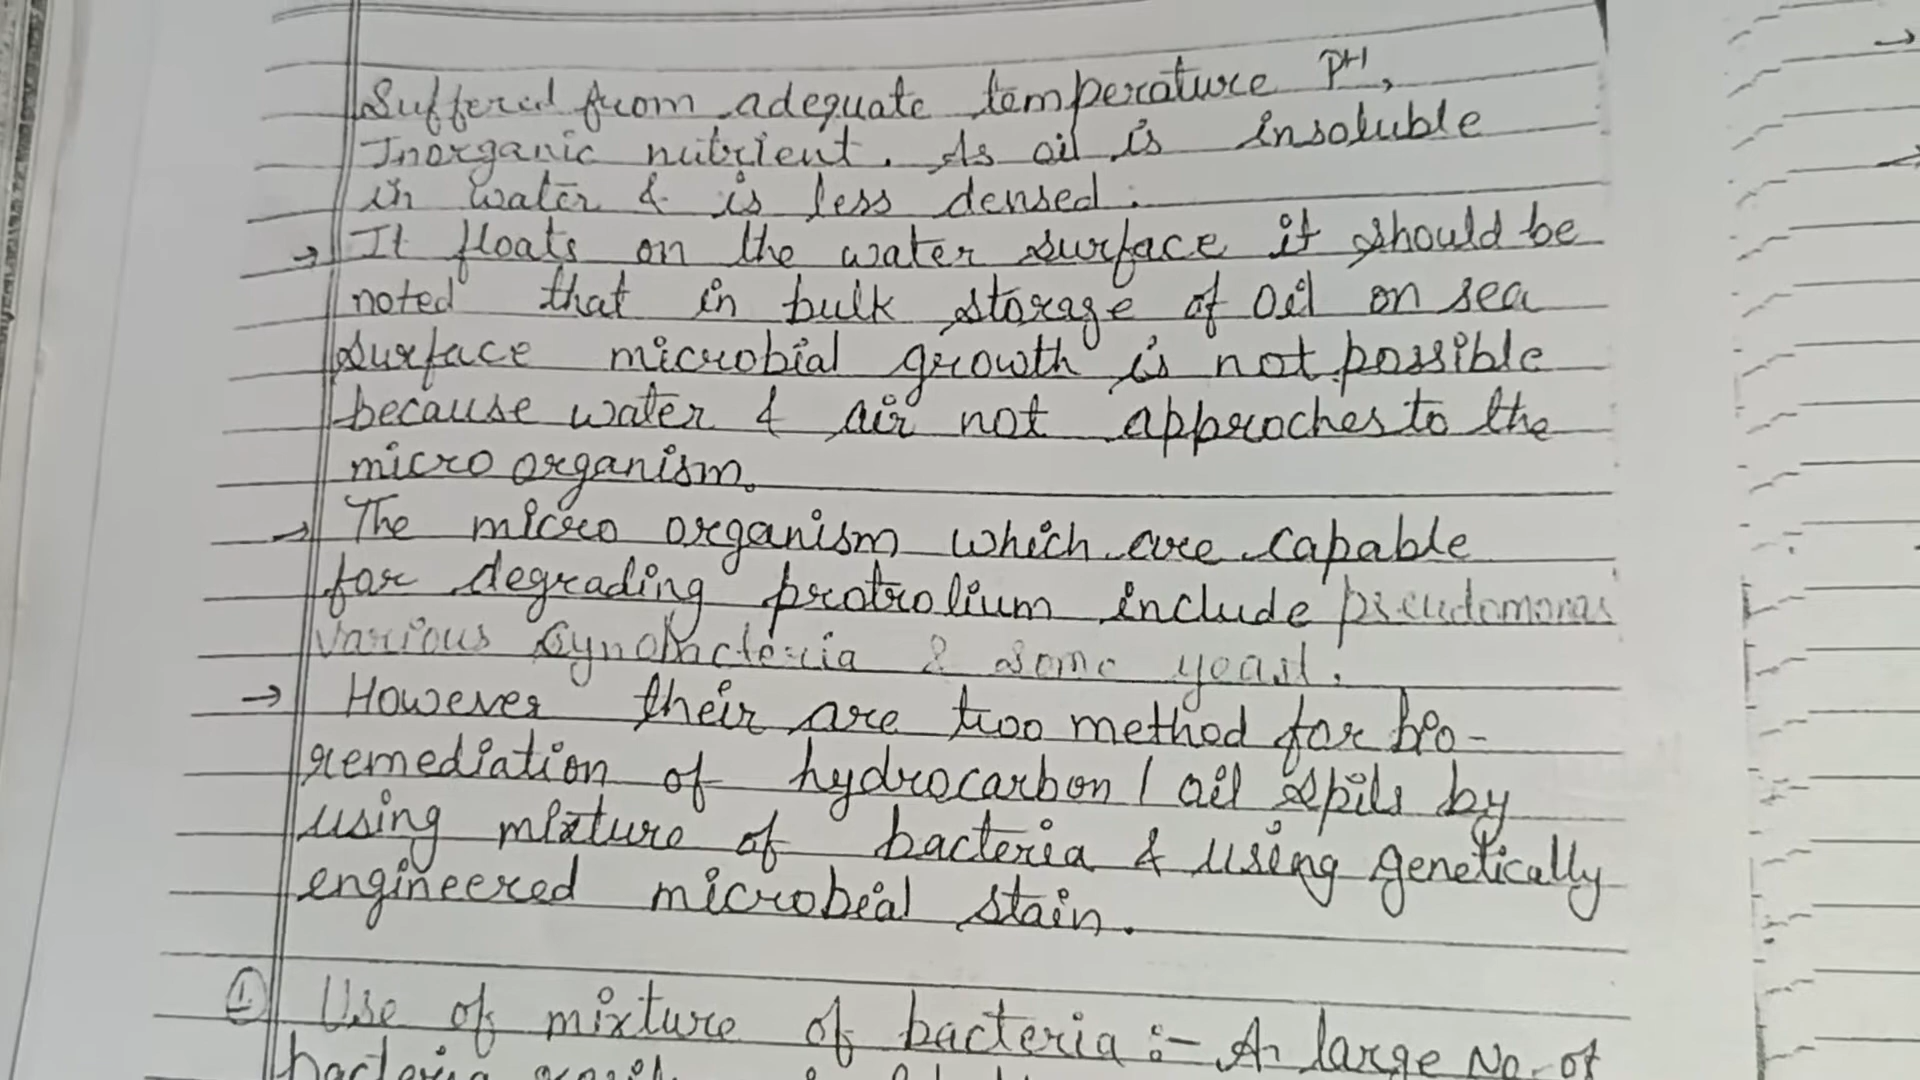 Suffered from adequate temperature PH,
Inorganic nutrient. As oil is insoluble
in water & is less densed.
→ It floats on the water surface it should be
noted that in bulk storage of oil on sea
surface microbial growth is not possible
because water & air not approches to the
micro organism.
→ The micro organism which are capable
for degrading protrolium include pseudomonas
various cynobacteria & some yeast.
→ However their are two method for bio-
remediation of hydrocarbon / oil spils by
using mixture of bacteria & using genetically
engineered microbial stain.
① Use of mixture of bacteria :- A large No. of
bacteria